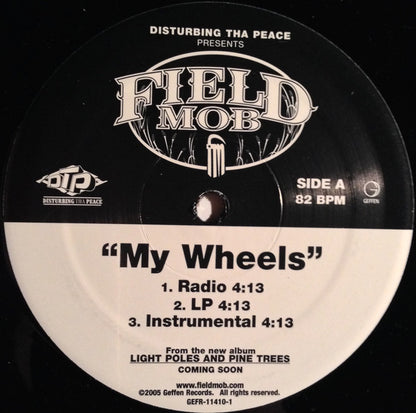 DISTURBING THA PEACE
PRESENTS
FIELD
MOB
fm
DTP
DISTURBING THA PEACE
SIDE A
82 BPM
G
GEFFEN
“My Wheels”
1. Radio 4:13
2. LP 4:13
3. Instrumental 4:13
From the new album
LIGHT POLES AND PINE TREES
COMING SOON
www.fieldmob.com
©2005 Geffen Records. All rights reserved.
GEFR-11410-1